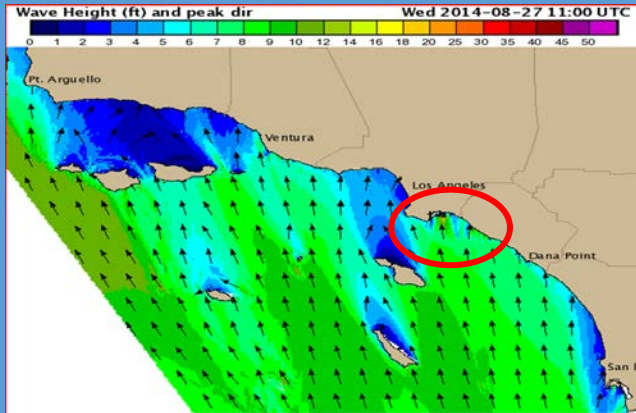 Wave Height (ft) and peak dir Wed 2014-08-27 11:00 UTC
0 1 2 3 4 5 6 7 8 9 10 12 14 16 18 20 25 30 35 40 45 50
Pt. Arguello
Ventura
Los Angeles
Dana Point
San